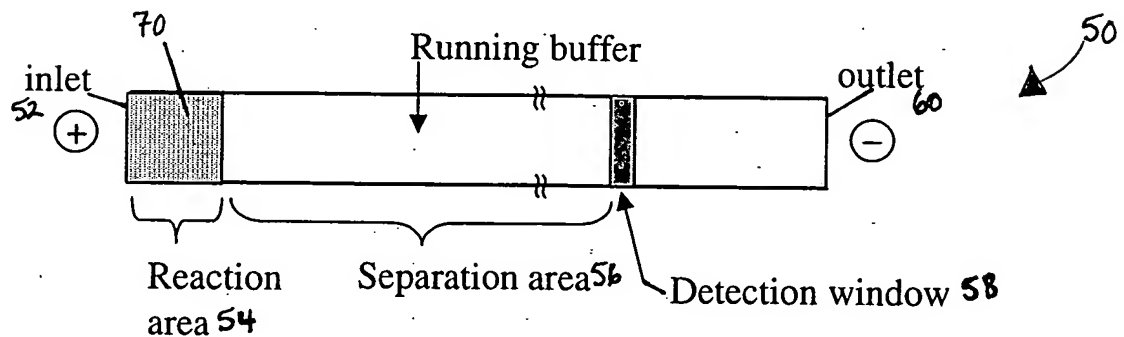 70
50
Running buffer
inlet
outlet
52
60
+
−
Reaction
area 54
Separation area 56
Detection window 58